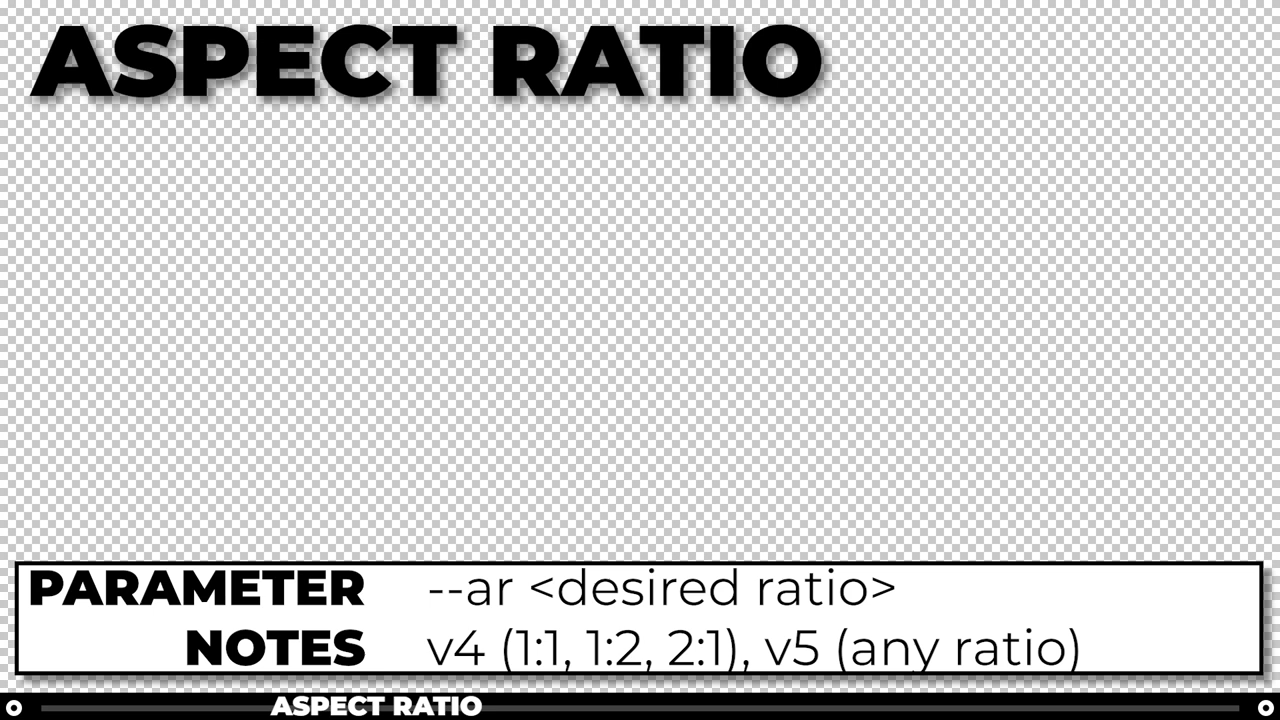 ASPECT RATIO
PARAMETER --ar <desired ratio>
NOTES v4 (1:1, 1:2, 2:1), v5 (any ratio)
ASPECT RATIO